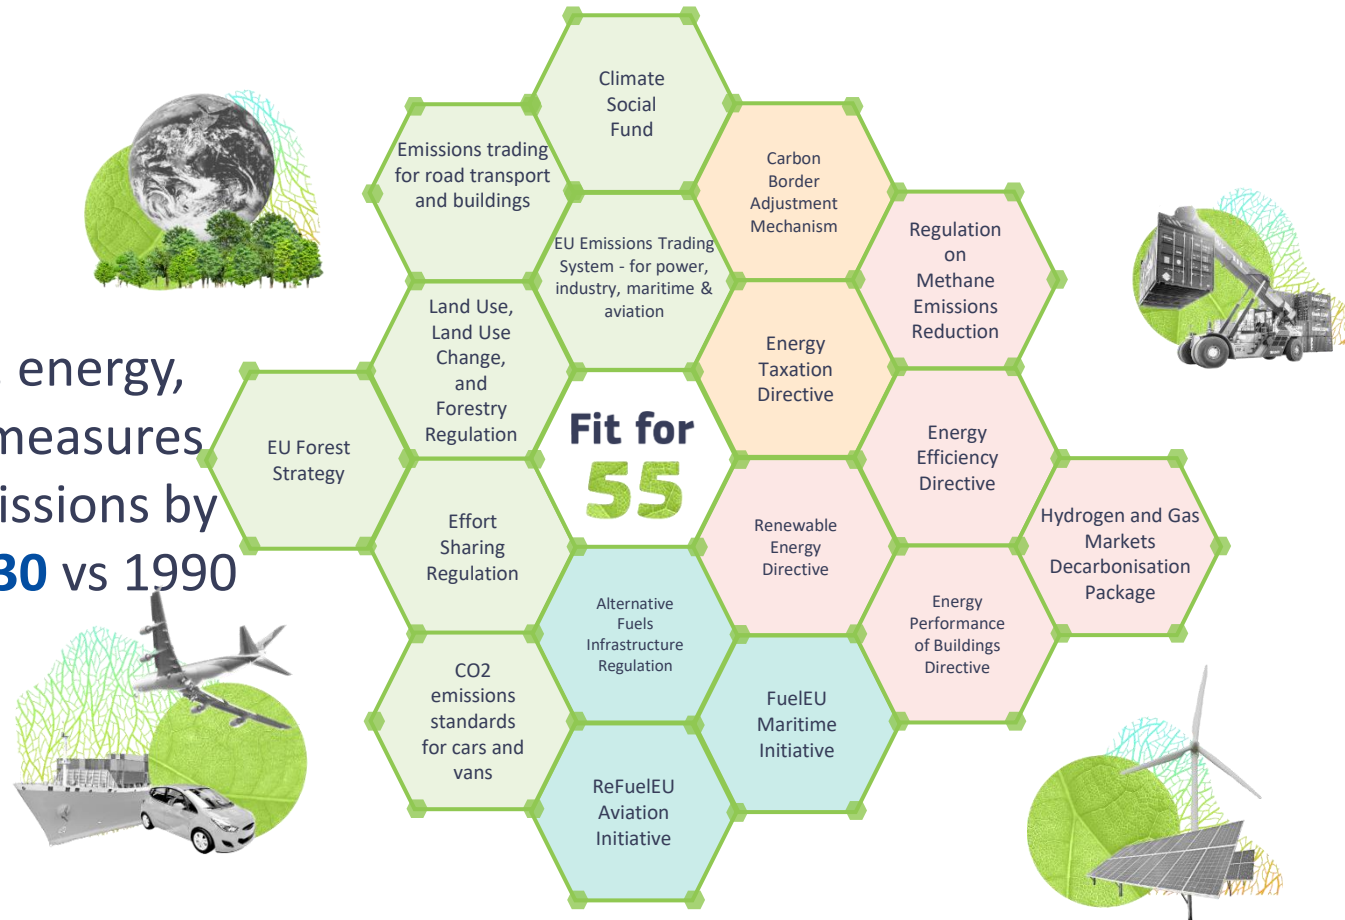 Climate
Social
Fund
Emissions trading
for road transport
and buildings
Carbon
Border
Adjustment
Mechanism
EU Emissions Trading
System - for power,
industry, maritime &
aviation
Regulation
on
Methane
Emissions
Reduction
Land Use,
Land Use
Change,
and
Forestry
Regulation
Energy
Taxation
Directive
energy,
measures
issions by
30 vs 1990
EU Forest
Strategy
Fit for
55
Energy
Efficiency
Directive
Effort
Sharing
Regulation
Renewable
Energy
Directive
Hydrogen and Gas
Markets
Decarbonisation
Package
Alternative
Fuels
Infrastructure
Regulation
Energy
Performance
of Buildings
Directive
CO2
emissions
standards
for cars and
vans
FuelEU
Maritime
Initiative
ReFuelEU
Aviation
Initiative